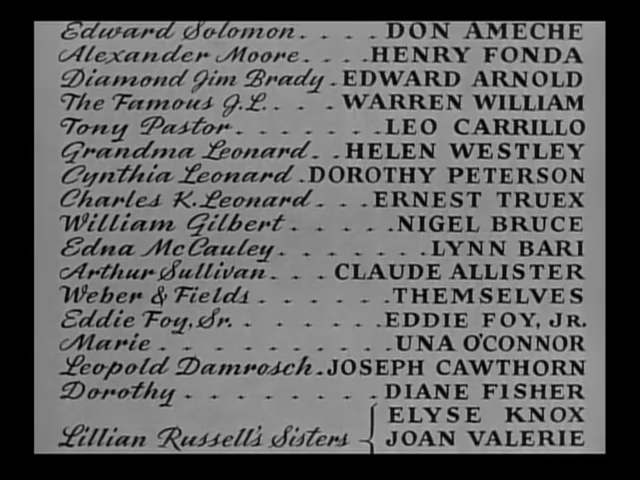 Edward Solomon. . . . DON AMECHE
Alexander Moore. . . . HENRY FONDA
Diamond Jim Brady . EDWARD ARNOLD
The Famous J.L. . . . WARREN WILLIAM
Tony Pastor. . . . . . . LEO CARRILLO
Grandma Leonard. . HELEN WESTLEY
Cynthia Leonard . DOROTHY PETERSON
Charles K. Leonard. . . ERNEST TRUEX
William Gilbert . . . . . NIGEL BRUCE
Edna McCauley. . . . . . . LYNN BARI
Arthur Sullivan. . . CLAUDE ALLISTER
Weber & Fields . . . . . . THEMSELVES
Eddie Foy, Sr. . . . . . . EDDIE FOY, JR.
Marie . . . . . . . . . UNA O'CONNOR
Leopold Damrosch. JOSEPH CAWTHORN
Dorothy . . . . . . . . DIANE FISHER
ELYSE KNOX
Lillian Russell's Sisters { JOAN VALERIE